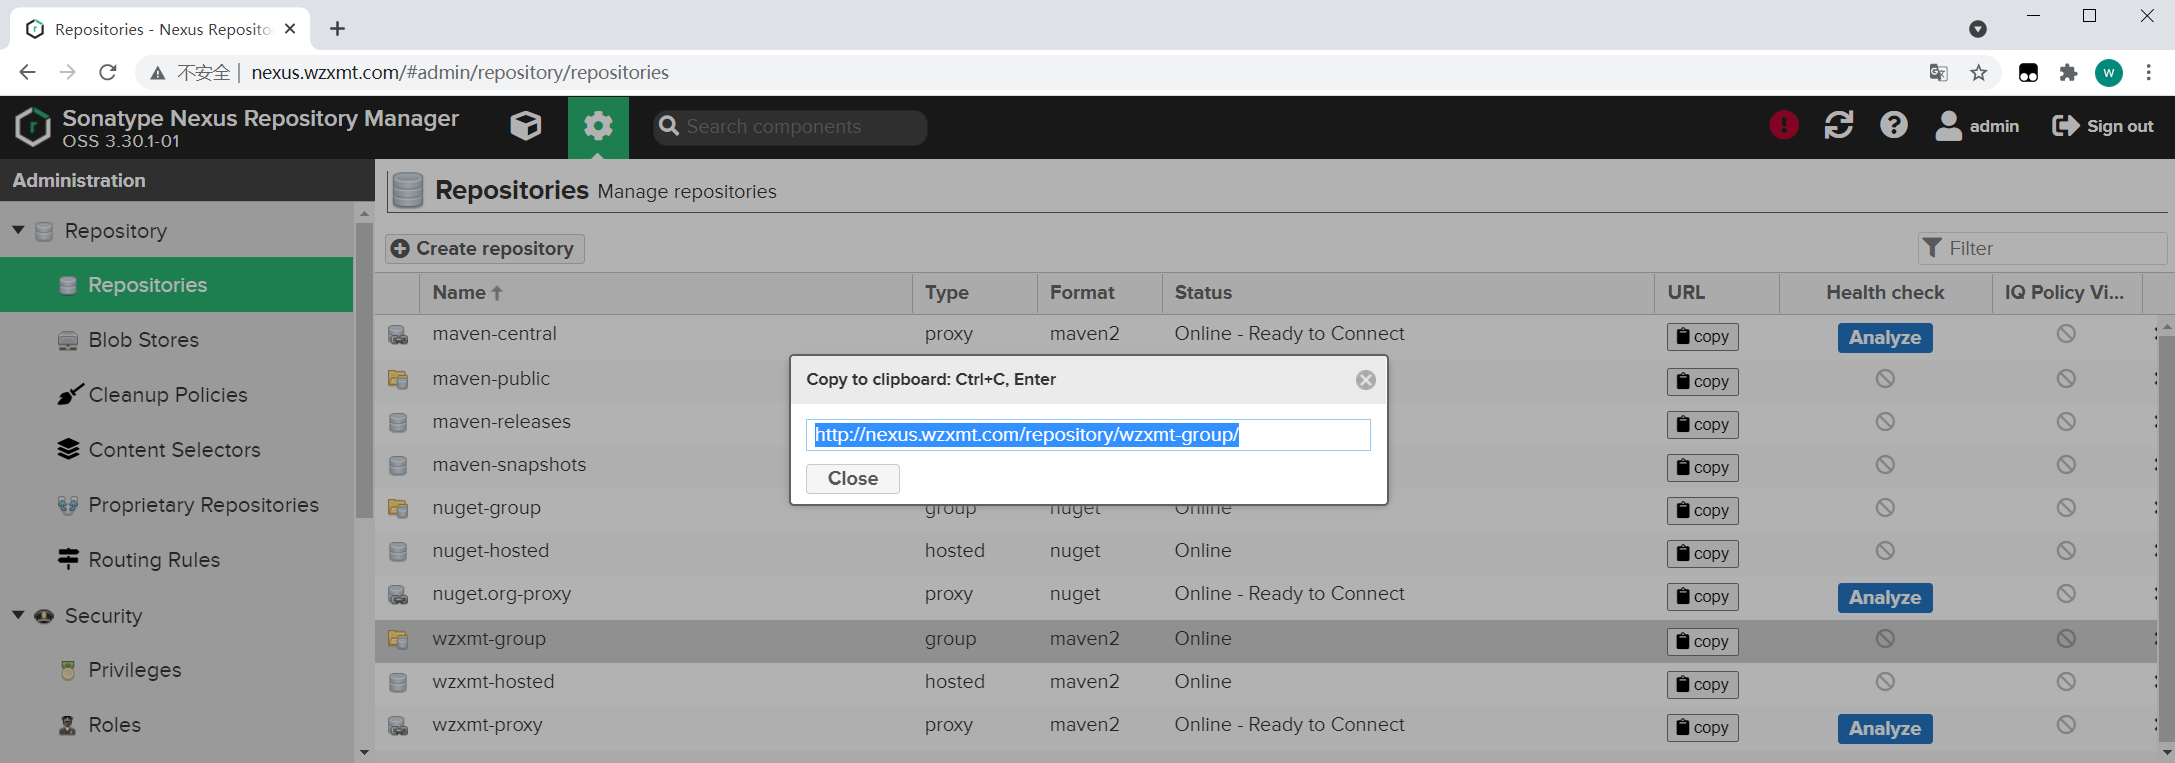 Repositories - Nexus Reposito
不安全 | nexus.wzxmt.com/#admin/repository/repositories
w
Sonatype Nexus Repository Manager
OSS 3.30.1-01
Search components
admin
Sign out
Administration
Repositories Manage repositories
Repository
Repositories
Blob Stores
Cleanup Policies
Content Selectors
Proprietary Repositories
Routing Rules
Security
Privileges
Roles
Create repository
Filter
Name Type Format Status URL Health check IQ Policy Vi...
maven-central proxy maven2 Online - Ready to Connect copy Analyze
maven-public copy
maven-releases copy
maven-snapshots copy
nuget-group group nuget Online copy
nuget-hosted hosted nuget Online copy
nuget.org-proxy proxy nuget Online - Ready to Connect copy Analyze
wzxmt-group group maven2 Online copy
wzxmt-hosted hosted maven2 Online copy
wzxmt-proxy proxy maven2 Online - Ready to Connect copy Analyze
Copy to clipboard: Ctrl+C, Enter
http://nexus.wzxmt.com/repository/wzxmt-group/
Close